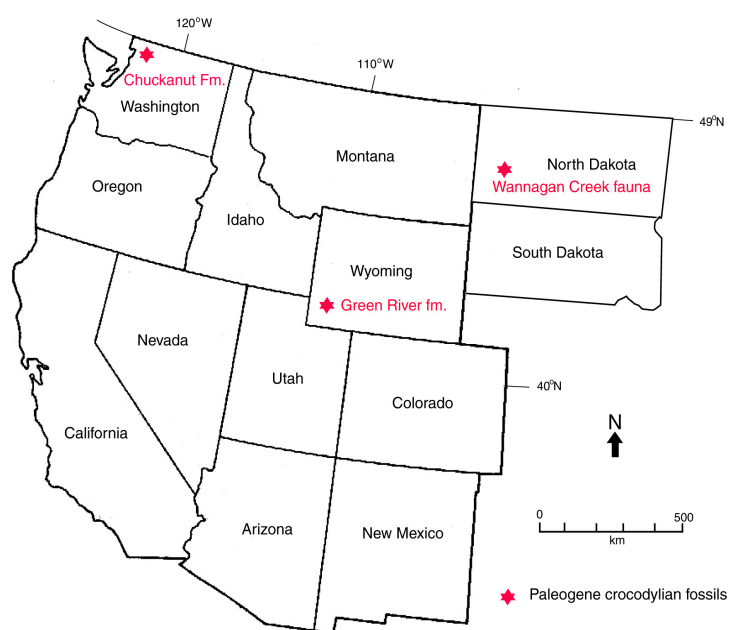 120°W
Chuckanut Fm.
Washington
110°W
49°N
Montana
North Dakota
Wannagan Creek fauna
Oregon
Idaho
South Dakota
Wyoming
Green River fm.
Nevada
Utah
Colorado
40°N
California
N
Arizona
New Mexico
0 500
km
Paleogene crocodylian fossils